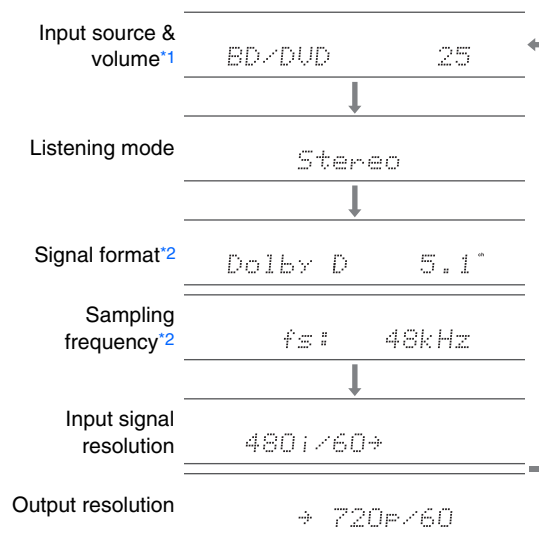 Input source &
volume*1
BD/DVD 25
Listening mode
Stereo
Signal format*2
Dolby D 5.1
Sampling
frequency*2
fs: 48kHz
Input signal
resolution
480i/60→
Output resolution
→ 720p/60